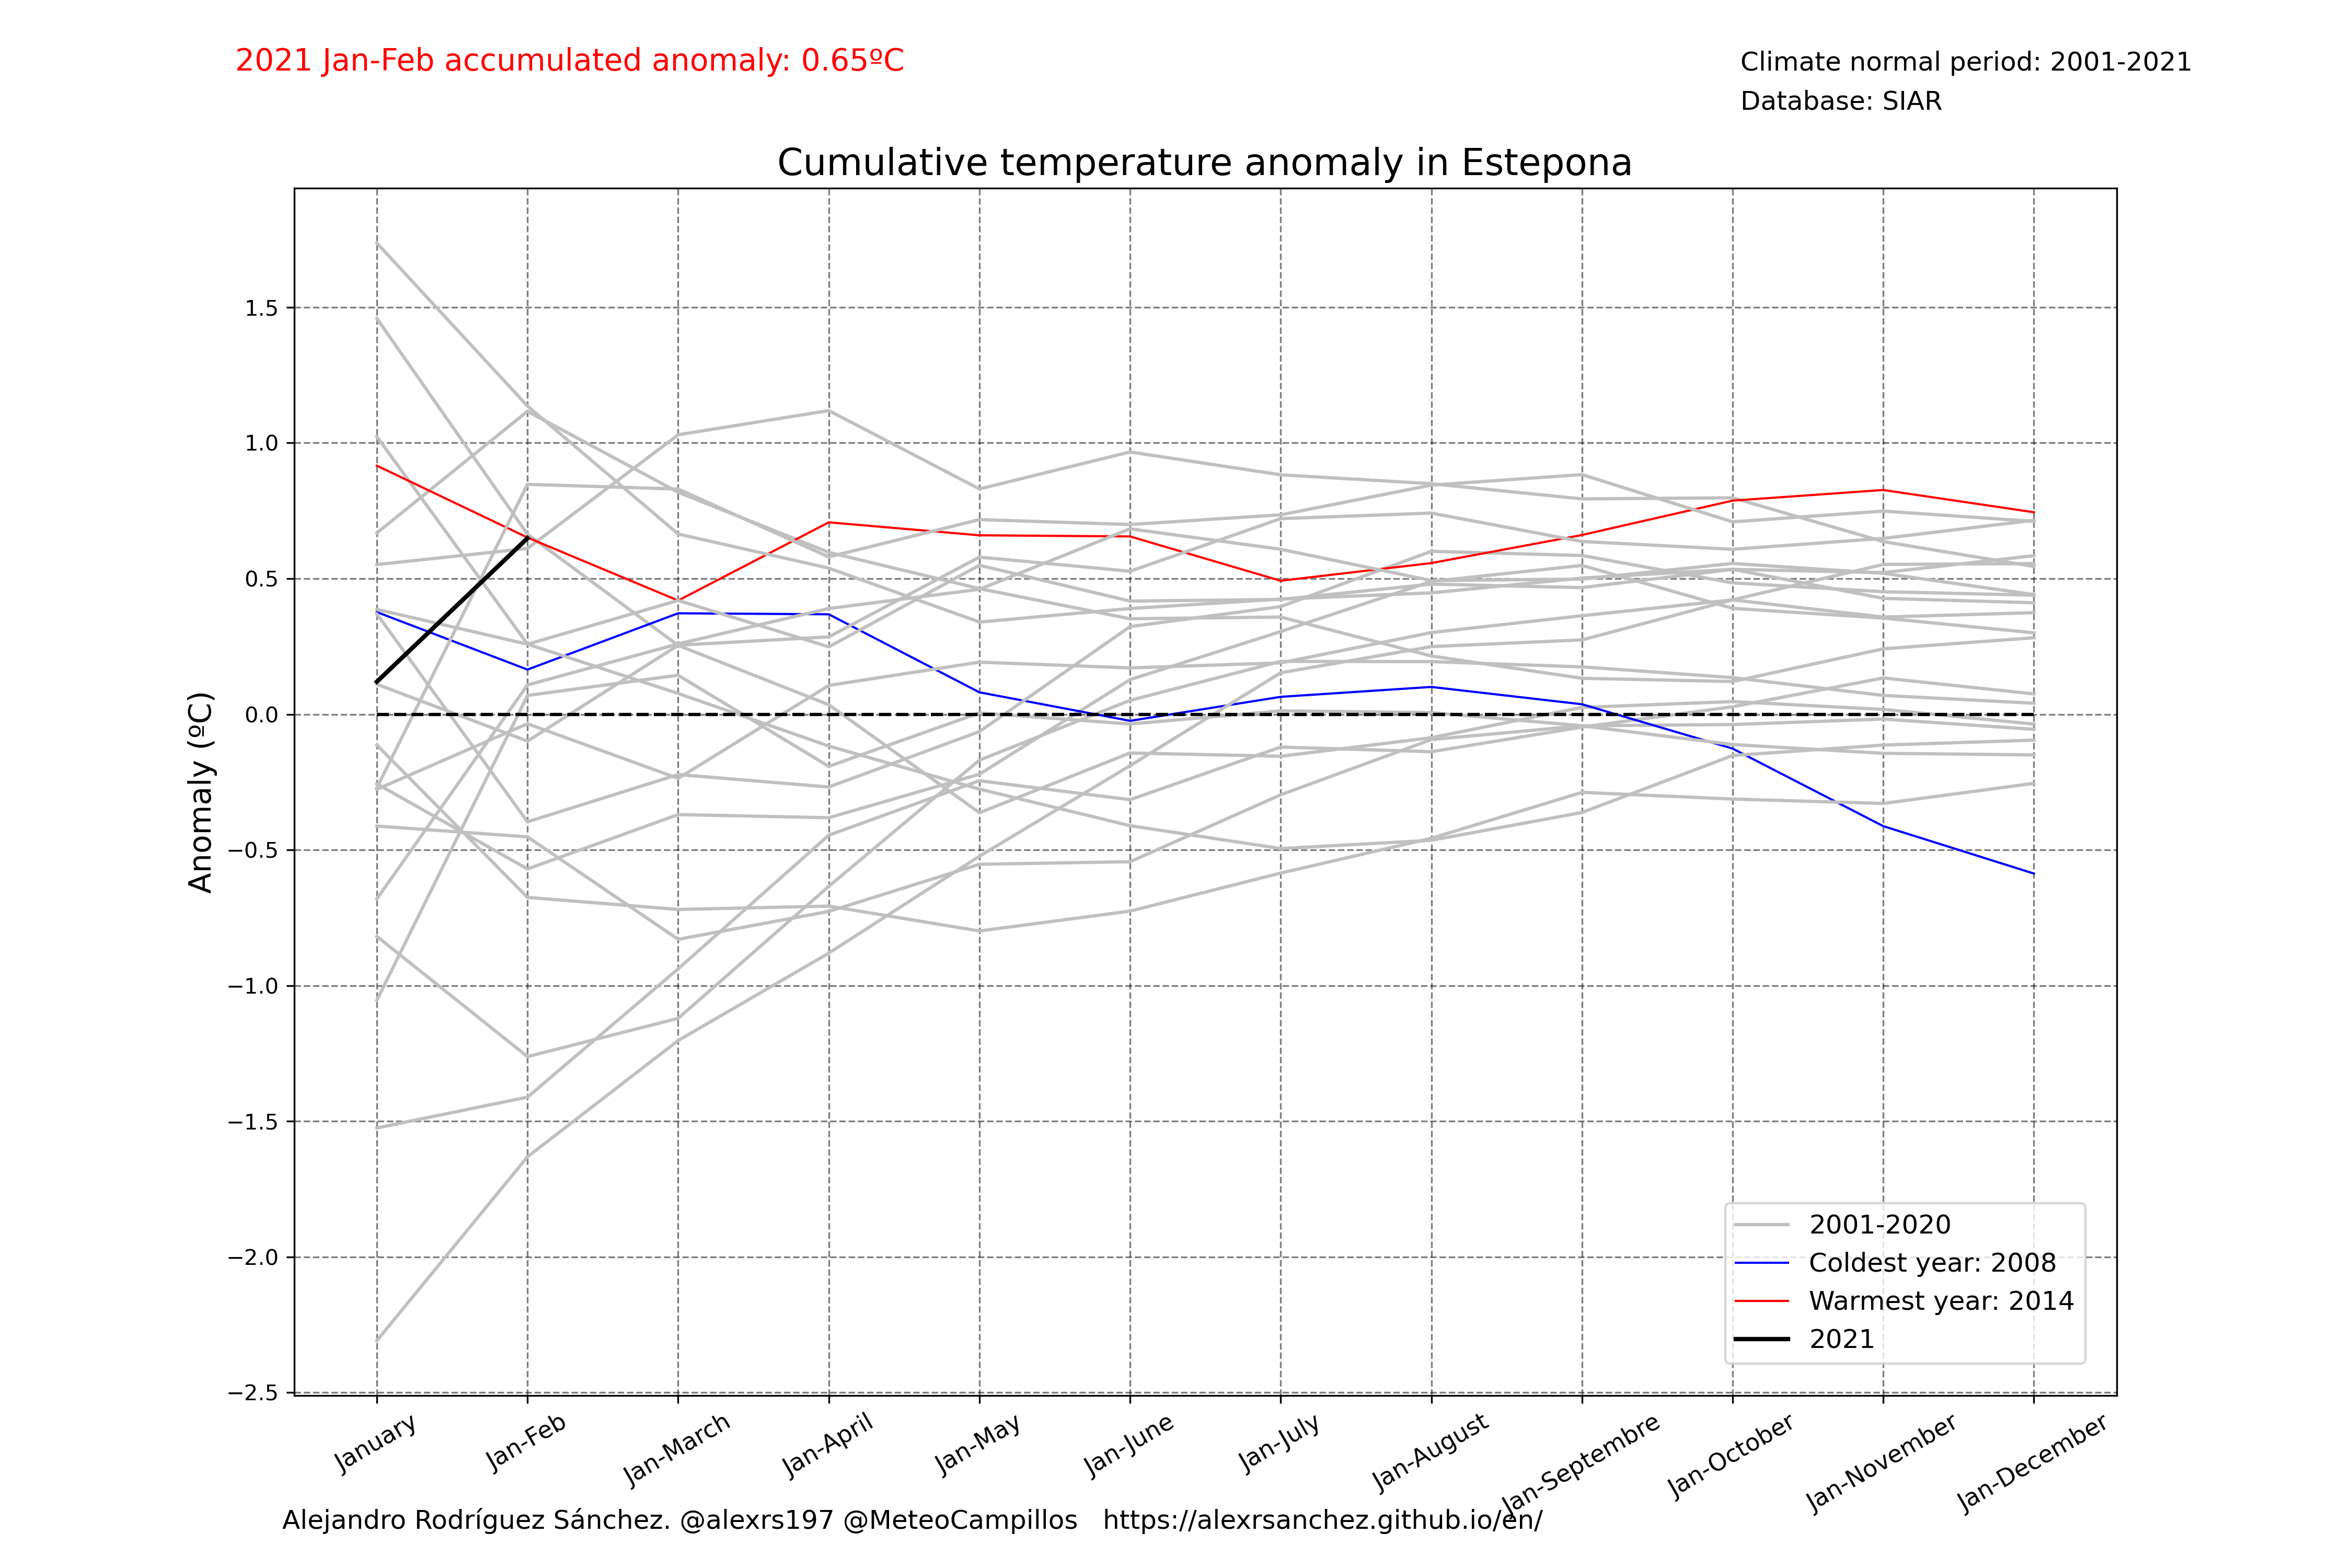 2021 Jan-Feb accumulated anomaly: 0.65ºC
Climate normal period: 2001-2021
Database: SIAR
Cumulative temperature anomaly in Estepona
Anomaly (ºC)
1.5
1.0
0.5
0.0
−0.5
−1.0
−1.5
−2.0
−2.5
2001-2020
Coldest year: 2008
Warmest year: 2014
2021
January
Jan-Feb
Jan-March
Jan-April
Jan-May
Jan-June
Jan-July
Jan-August
Jan-Septembre
Jan-October
Jan-November
Jan-December
Alejandro Rodríguez Sánchez. @alexrs197 @MeteoCampillos https://alexrsanchez.github.io/en/